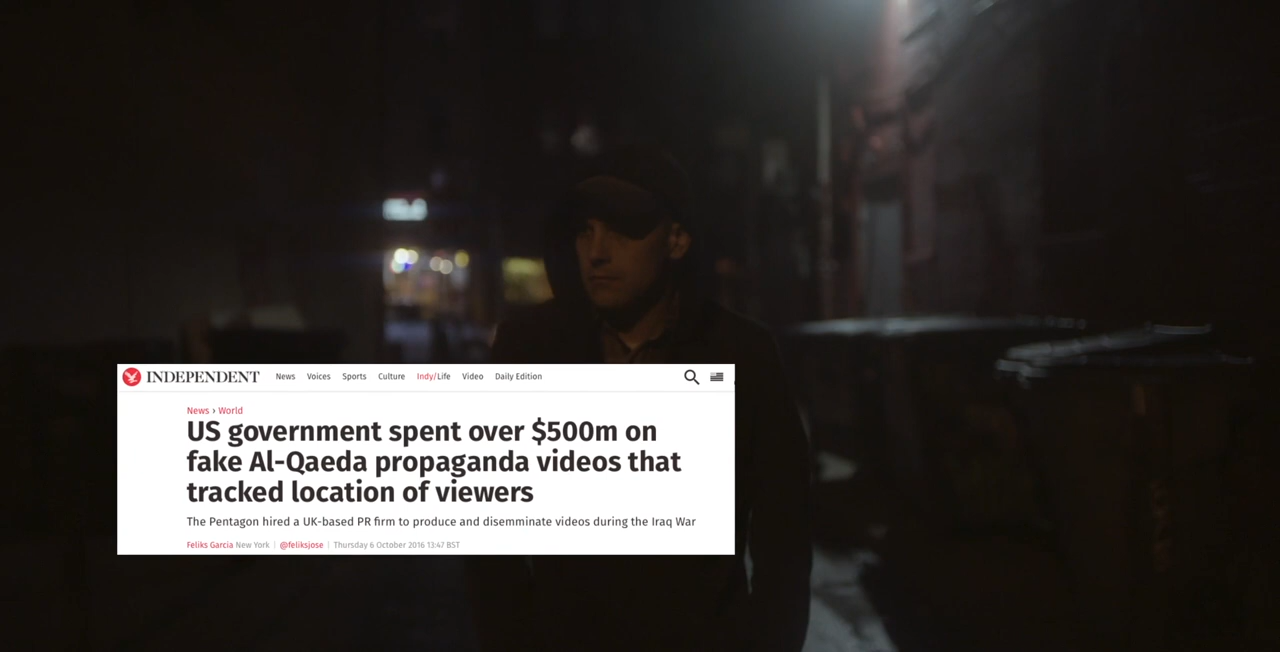 INDEPENDENT News Voices Sports Culture Indy/Life Video Daily Edition
News › World
US government spent over $500m on
fake Al-Qaeda propaganda videos that
tracked location of viewers
The Pentagon hired a UK-based PR firm to produce and disemminate videos during the Iraq War
Feliks Garcia New York | @feliksjose | Thursday 6 October 2016 13:47 BST